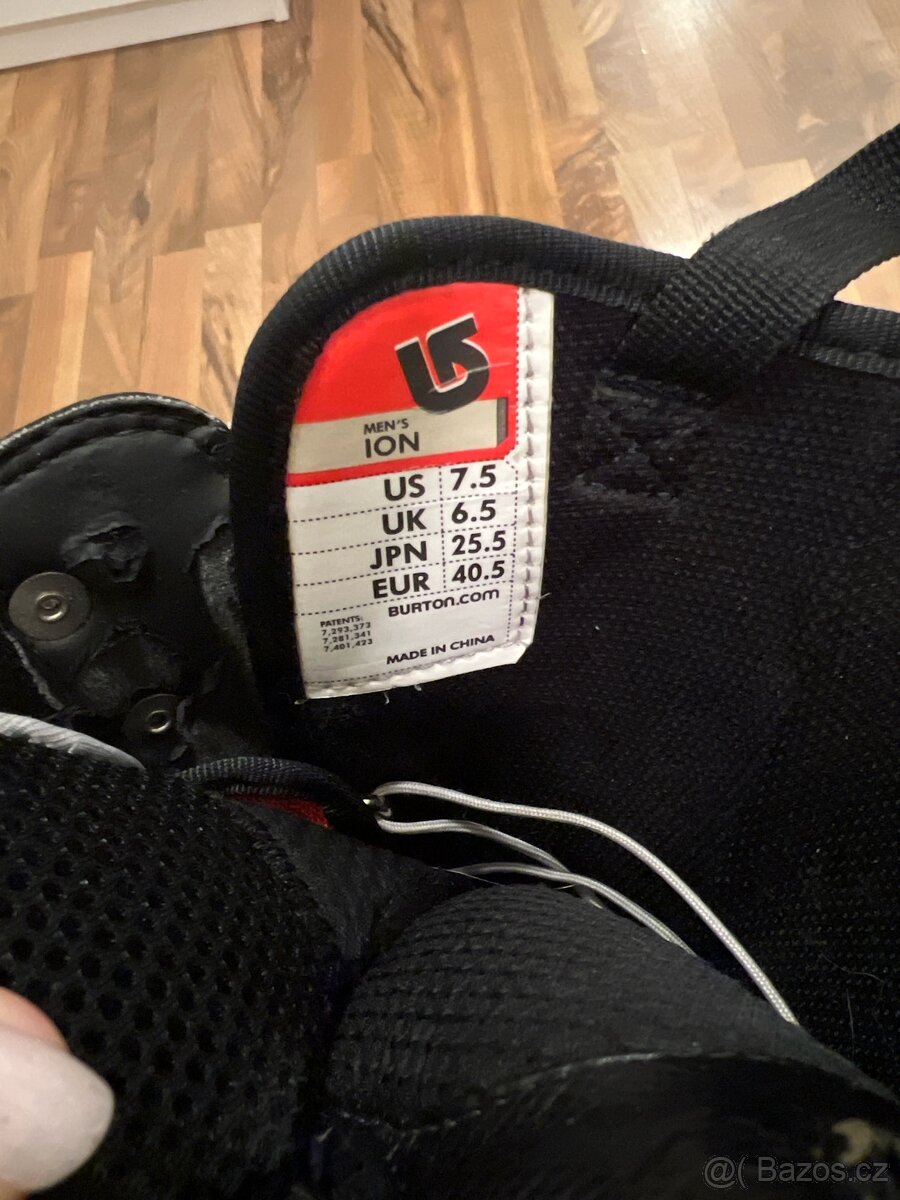 MEN'S
ION
US 7.5
UK 6.5
JPN 25.5
EUR 40.5
BURTON.COM
PATENTS:
7,293,373
7,281,341
7,401,423
MADE IN CHINA
@( Bazos.cz